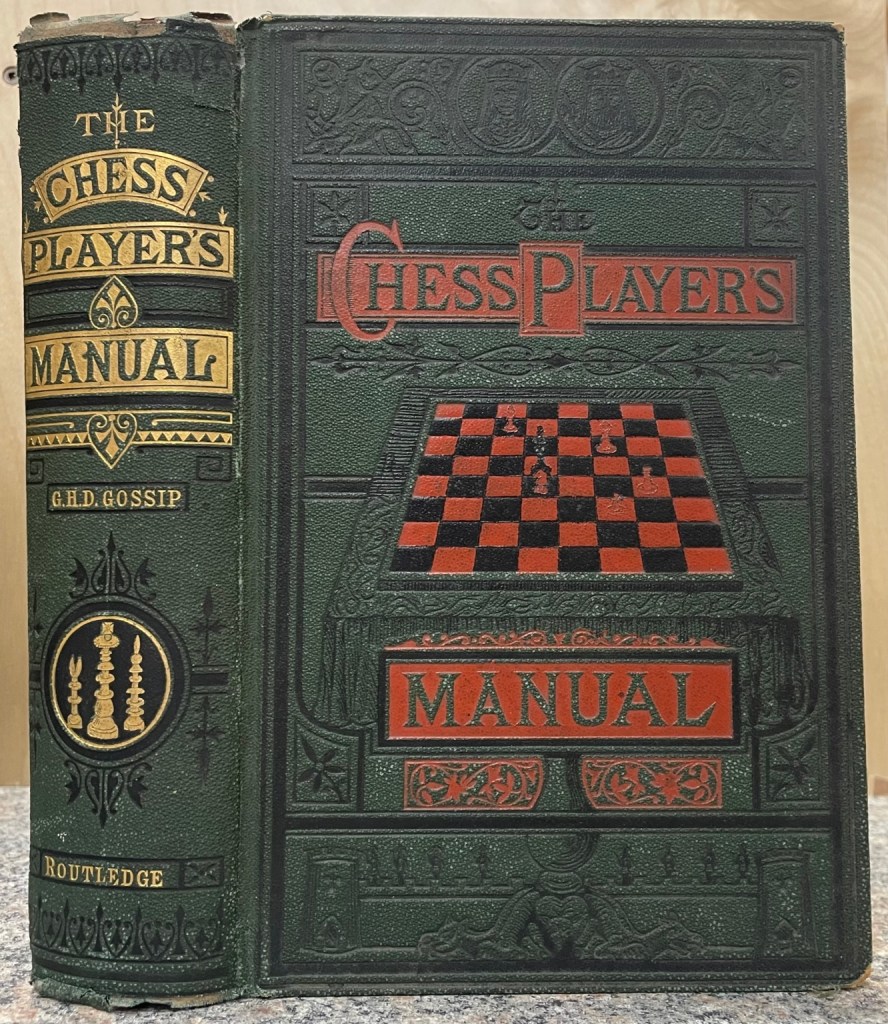 THE
CHESS
PLAYER'S
MANUAL
G.H.D. GOSSIP
ROUTLEDGE
THE
CHESS PLAYER'S
MANUAL